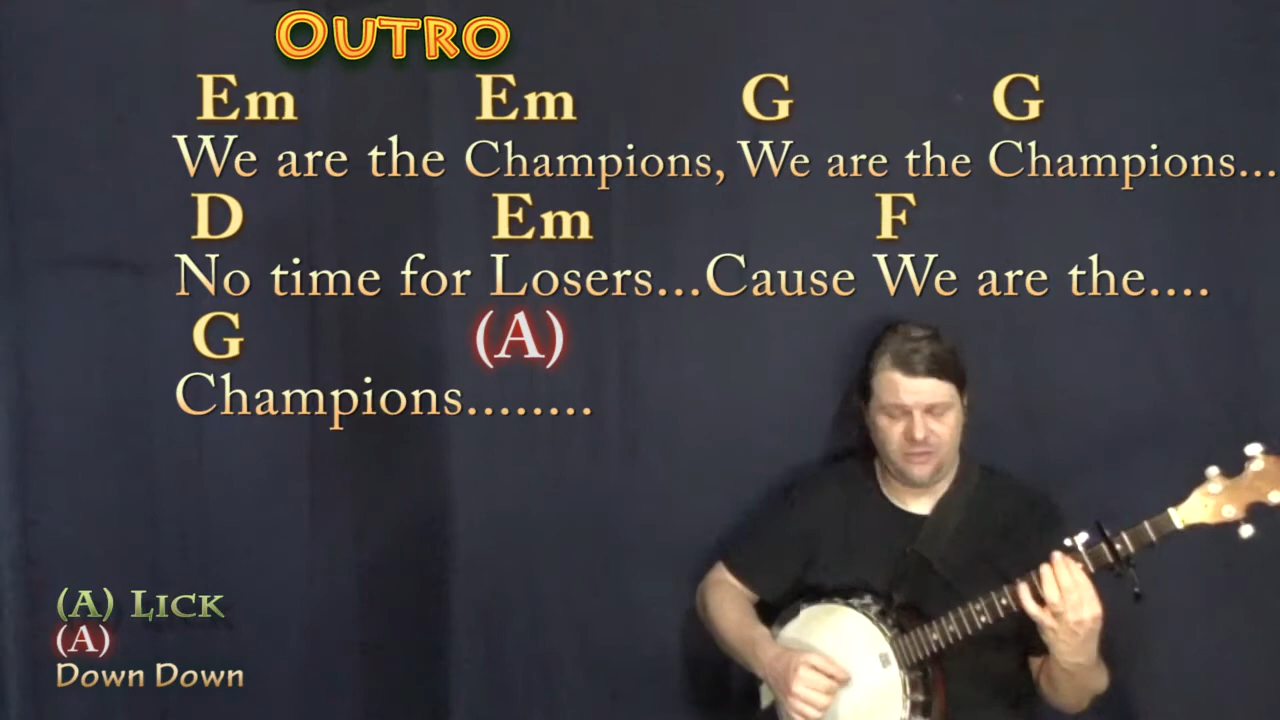 OUTRO
Em Em G G
We are the Champions, We are the Champions...
D Em F
No time for Losers...Cause We are the....
G (A)
Champions........
(A) LICK
(A)
Down Down